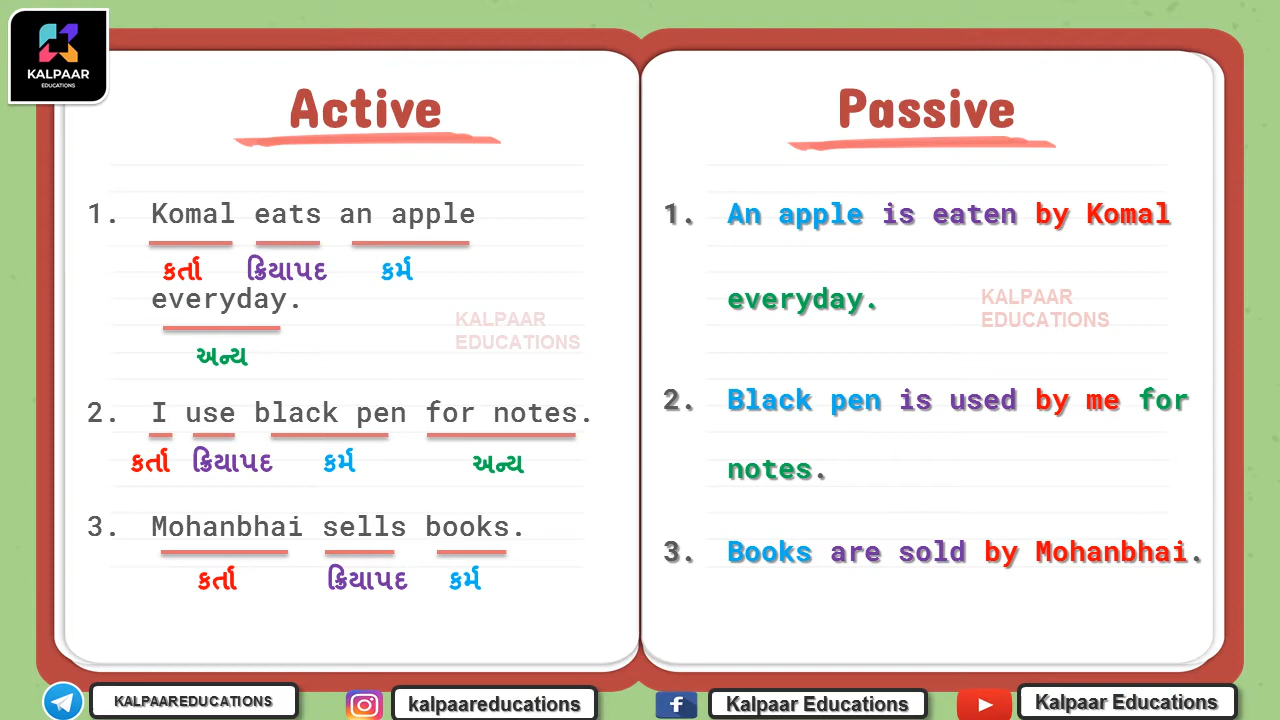 KALPAAR
EDUCATIONS
Active
1. Komal eats an apple
કર્તા ક્રિયાપદ કર્મ
everyday.
અન્ય
2. I use black pen for notes.
કર્તા ક્રિયાપદ કર્મ અન્ય
3. Mohanbhai sells books.
કર્તા ક્રિયાપદ કર્મ
KALPAAR
EDUCATIONS
Passive
1. An apple is eaten by Komal
everyday.
KALPAAR
EDUCATIONS
2. Black pen is used by me for
notes.
3. Books are sold by Mohanbhai.
KALPAAREDUCATIONS
kalpaareducations
Kalpaar Educations
Kalpaar Educations